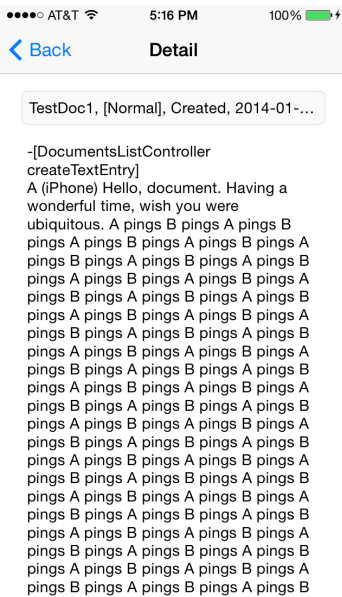 AT&T 5:16 PM 100%
Back Detail
TestDoc1, [Normal], Created, 2014-01-...
-[DocumentsListController
createTextEntry]
A (iPhone) Hello, document. Having a
wonderful time, wish you were
ubiquitous. A pings B pings A pings B
pings A pings B pings A pings B pings A
pings B pings A pings B pings A pings B
pings A pings B pings A pings B pings A
pings B pings A pings B pings A pings B
pings A pings B pings A pings B pings A
pings B pings A pings B pings A pings B
pings A pings B pings A pings B pings A
pings B pings A pings B pings A pings B
pings A pings B pings A pings B pings A
pings B pings A pings B pings A pings B
pings A pings B pings A pings B pings A
pings B pings A pings B pings A pings B
pings A pings B pings A pings B pings A
pings B pings A pings B pings A pings B
pings A pings B pings A pings B pings A
pings B pings A pings B pings A pings B
pings A pings B pings A pings B pings A
pings B pings A pings B pings A pings B
pings A pings B pings A pings B pings A
pings B pings A pings B pings A pings B
pings A pings B pings A pings B pings A
pings B pings A pings B pings A pings B